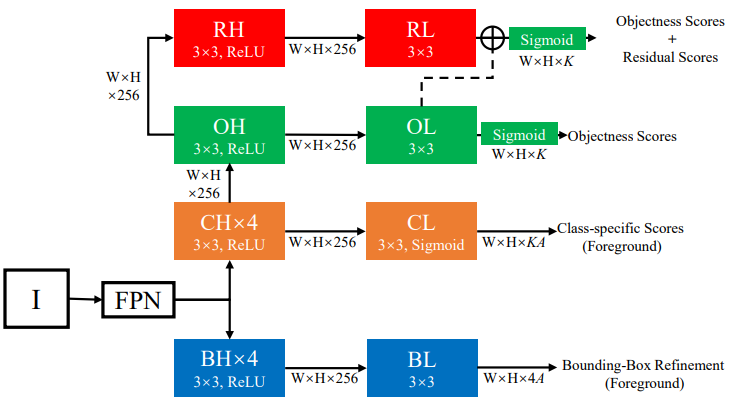 RH
3×3, ReLU
W×H×256
RL
3×3
Sigmoid
W×H×K
Objectness Scores
+
Residual Scores
W×H
×256
OH
3×3, ReLU
W×H×256
OL
3×3
Sigmoid
W×H×K
Objectness Scores
W×H
×256
CH×4
3×3, ReLU
W×H×256
CL
3×3, Sigmoid
W×H×KA
Class-specific Scores
(Foreground)
I
FPN
BH×4
3×3, ReLU
W×H×256
BL
3×3
W×H×4A
Bounding-Box Refinement
(Foreground)